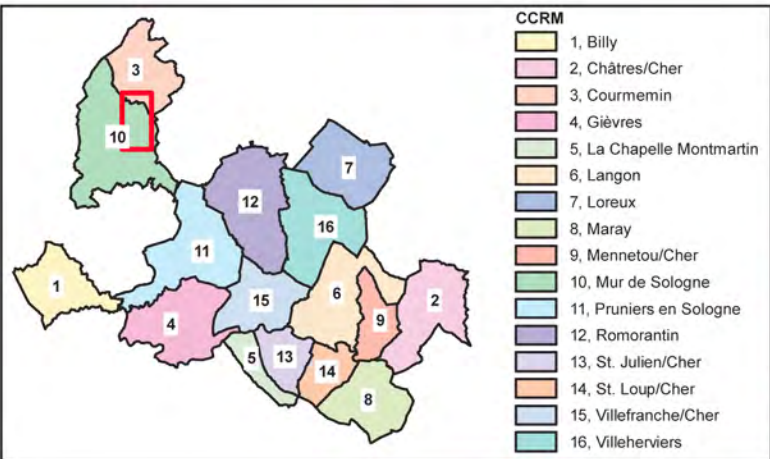 CCRM
1, Billy
2, Châtres/Cher
3, Courmemin
4, Gièvres
5, La Chapelle Montmartin
6, Langon
7, Loreux
8, Maray
9, Mennetou/Cher
10, Mur de Sologne
11, Pruniers en Sologne
12, Romorantin
13, St. Julien/Cher
14, St. Loup/Cher
15, Villefranche/Cher
16, Villeherviers
3
10
7
12
16
11
1
15
6
2
4
9
5
13
14
8